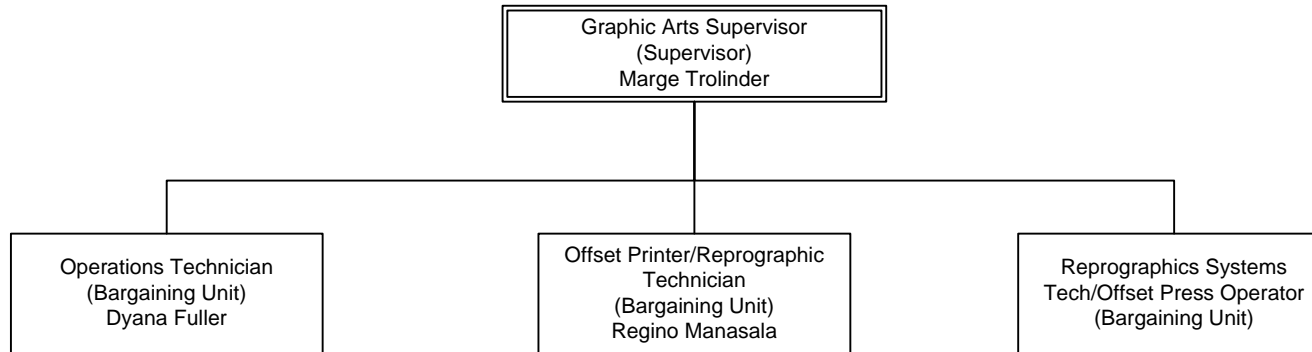 Graphic Arts Supervisor
(Supervisor)
Marge Trolinder
Operations Technician
(Bargaining Unit)
Dyana Fuller
Offset Printer/Reprographic
Technician
(Bargaining Unit)
Regino Manasala
Reprographics Systems
Tech/Offset Press Operator
(Bargaining Unit)